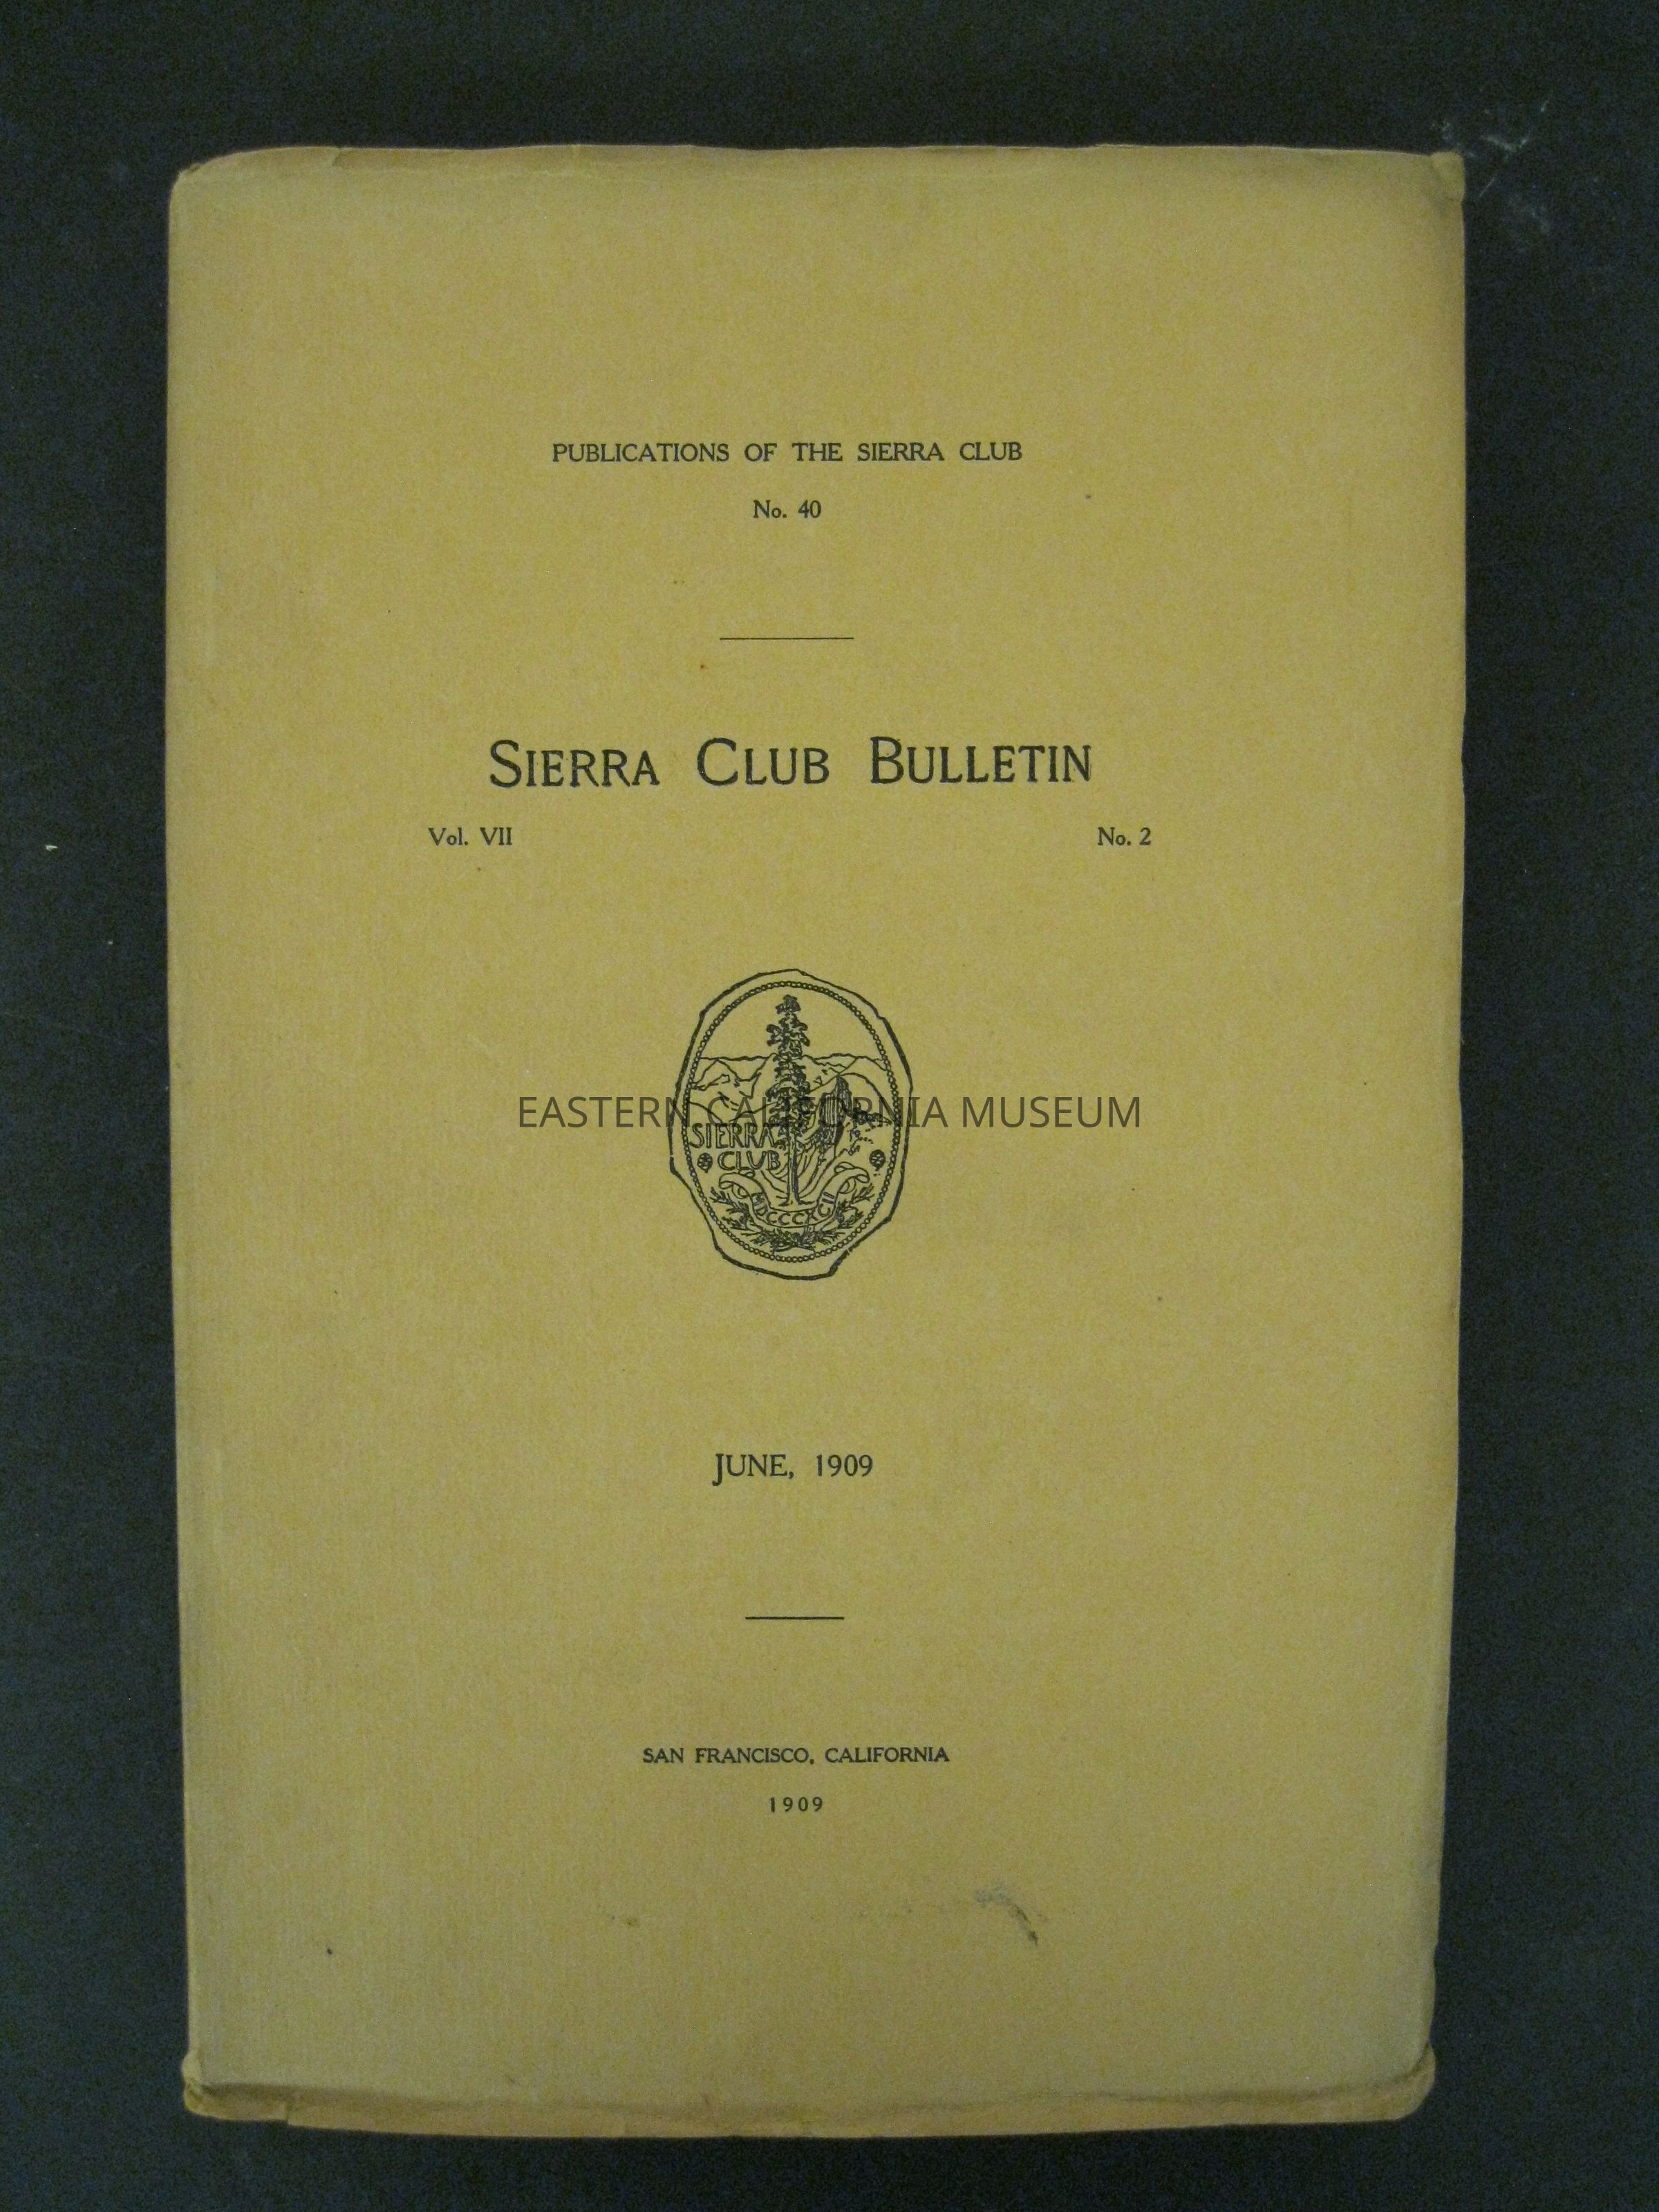 PUBLICATIONS OF THE SIERRA CLUB
No. 40
SIERRA CLUB BULLETIN
Vol. VII No. 2
EASTERN CALIFORNIA MUSEUM
SIERRA
CLUB
MDCCCXCII
JUNE, 1909
SAN FRANCISCO, CALIFORNIA
1909